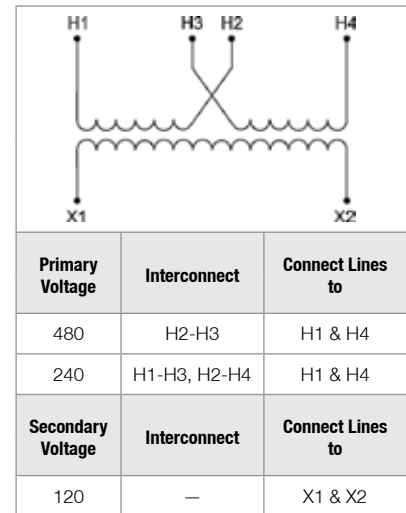 H1 H3 H2 H4
X1 X2
Primary Voltage Interconnect Connect Lines to
480 H2-H3 H1 & H4
240 H1-H3, H2-H4 H1 & H4
Secondary Voltage Interconnect Connect Lines to
120 — X1 & X2